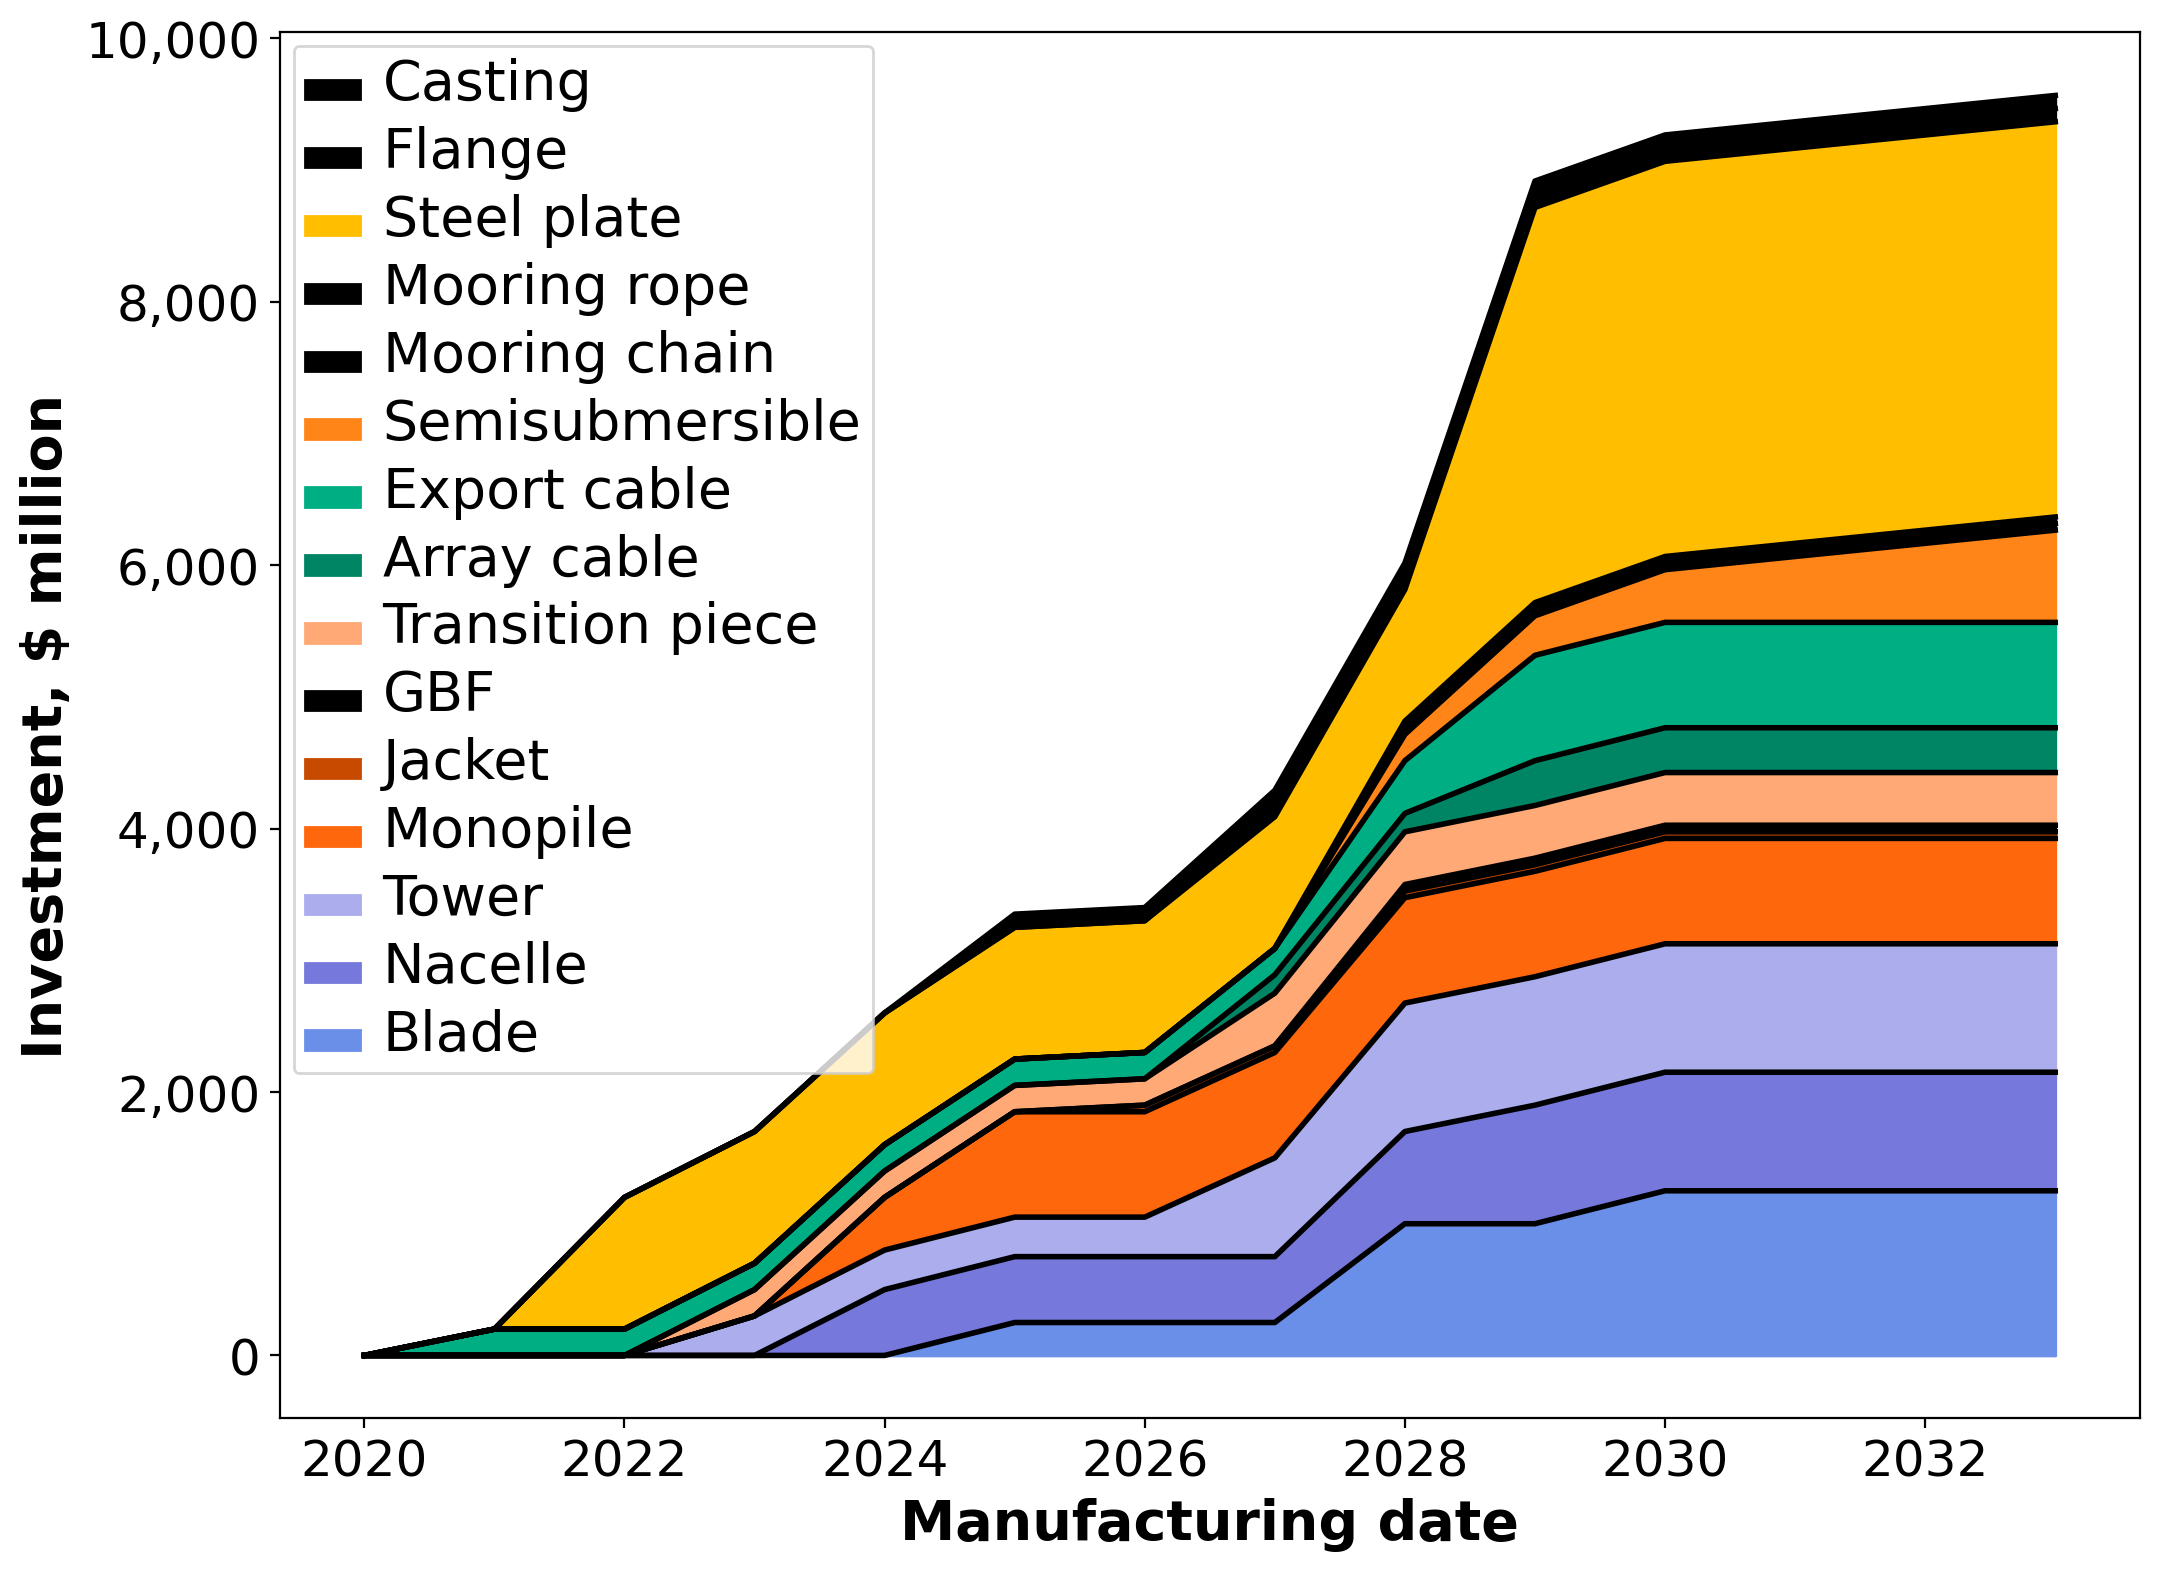 10,000
8,000
6,000
4,000
2,000
0
Investment, $ million
Casting
Flange
Steel plate
Mooring rope
Mooring chain
Semisubmersible
Export cable
Array cable
Transition piece
GBF
Jacket
Monopile
Tower
Nacelle
Blade
2020 2022 2024 2026 2028 2030 2032
Manufacturing date